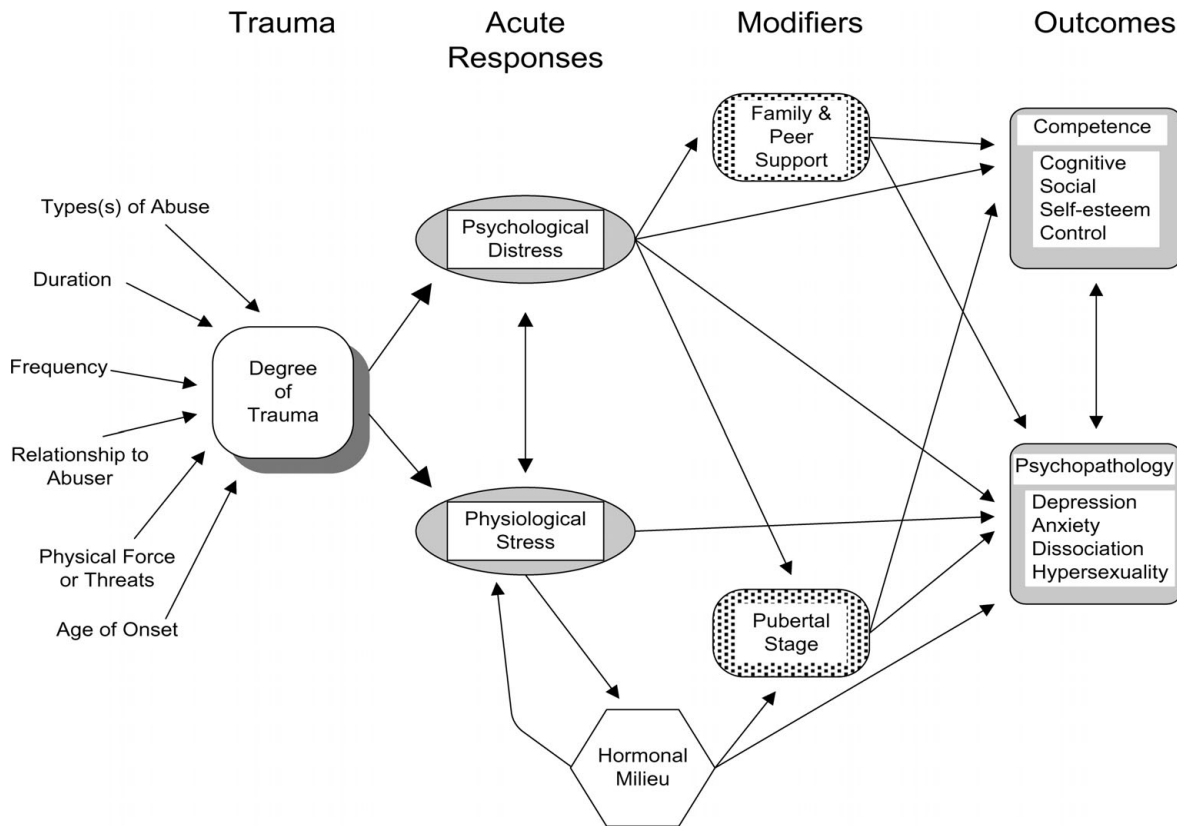 Trauma
Acute
Responses
Modifiers
Outcomes
Types(s) of Abuse
Duration
Frequency
Relationship to
Abuser
Physical Force
or Threats
Age of Onset
Degree
of
Trauma
Psychological
Distress
Physiological
Stress
Family &
Peer
Support
Pubertal
Stage
Hormonal
Milieu
Competence
Cognitive
Social
Self-esteem
Control
Psychopathology
Depression
Anxiety
Dissociation
Hypersexuality